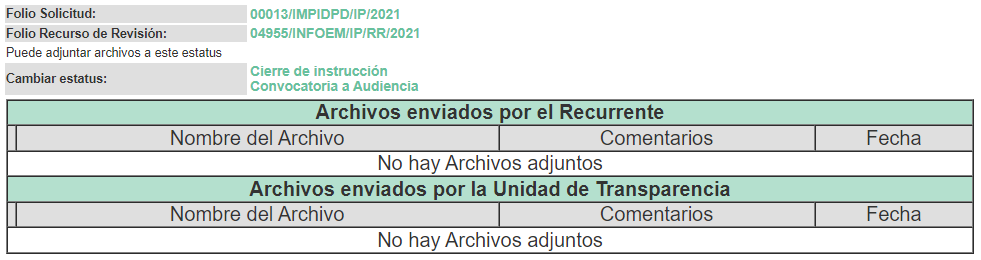 Folio Solicitud: 00013/IMPIDPD/IP/2021
Folio Recurso de Revisión: 04955/INFOEM/IP/RR/2021
Puede adjuntar archivos a este estatus
Cambiar estatus: Cierre de instrucción
Convocatoria a Audiencia
Archivos enviados por el Recurrente
Nombre del Archivo Comentarios Fecha
No hay Archivos adjuntos
Archivos enviados por la Unidad de Transparencia
Nombre del Archivo Comentarios Fecha
No hay Archivos adjuntos